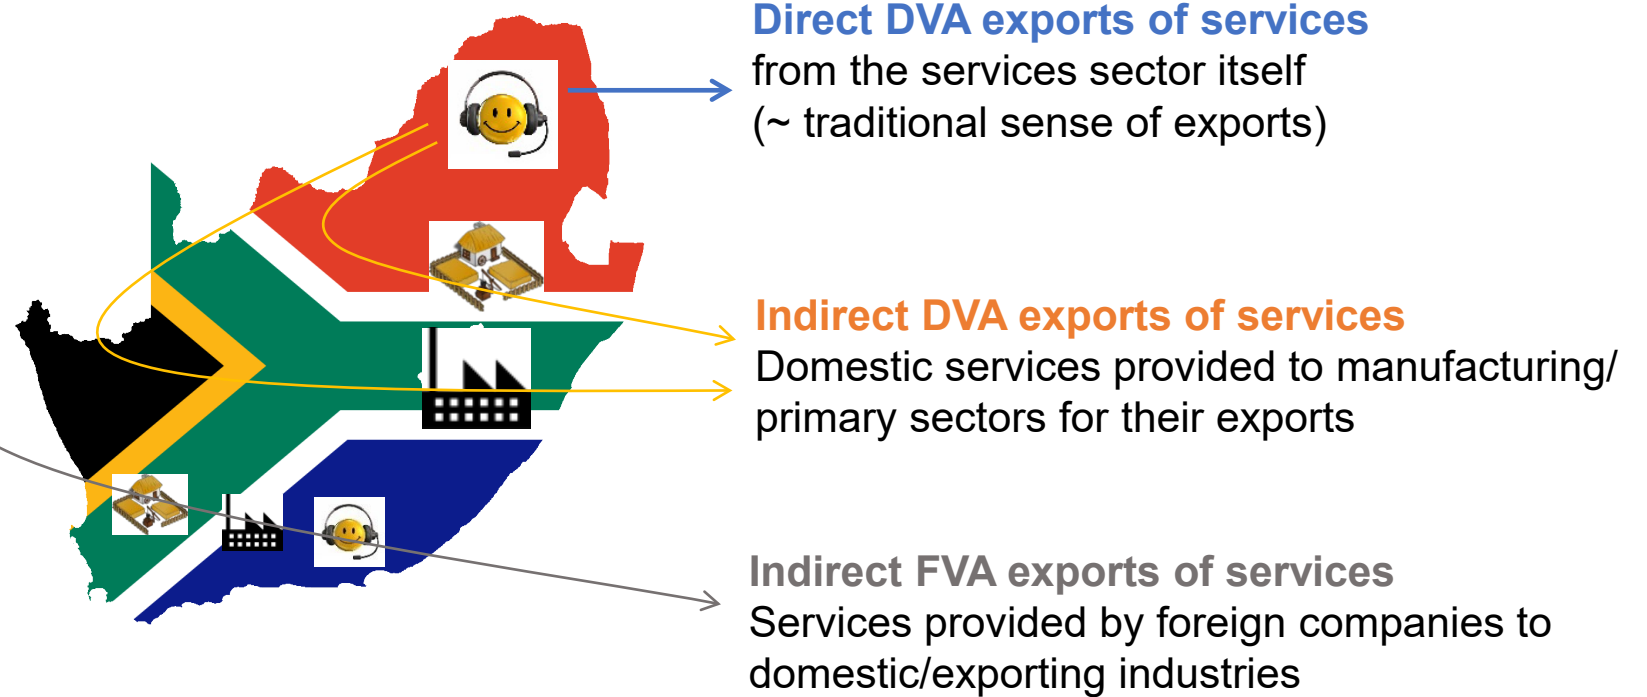 Direct DVA exports of services
from the services sector itself
(~ traditional sense of exports)
Indirect DVA exports of services
Domestic services provided to manufacturing/
primary sectors for their exports
Indirect FVA exports of services
Services provided by foreign companies to
domestic/exporting industries